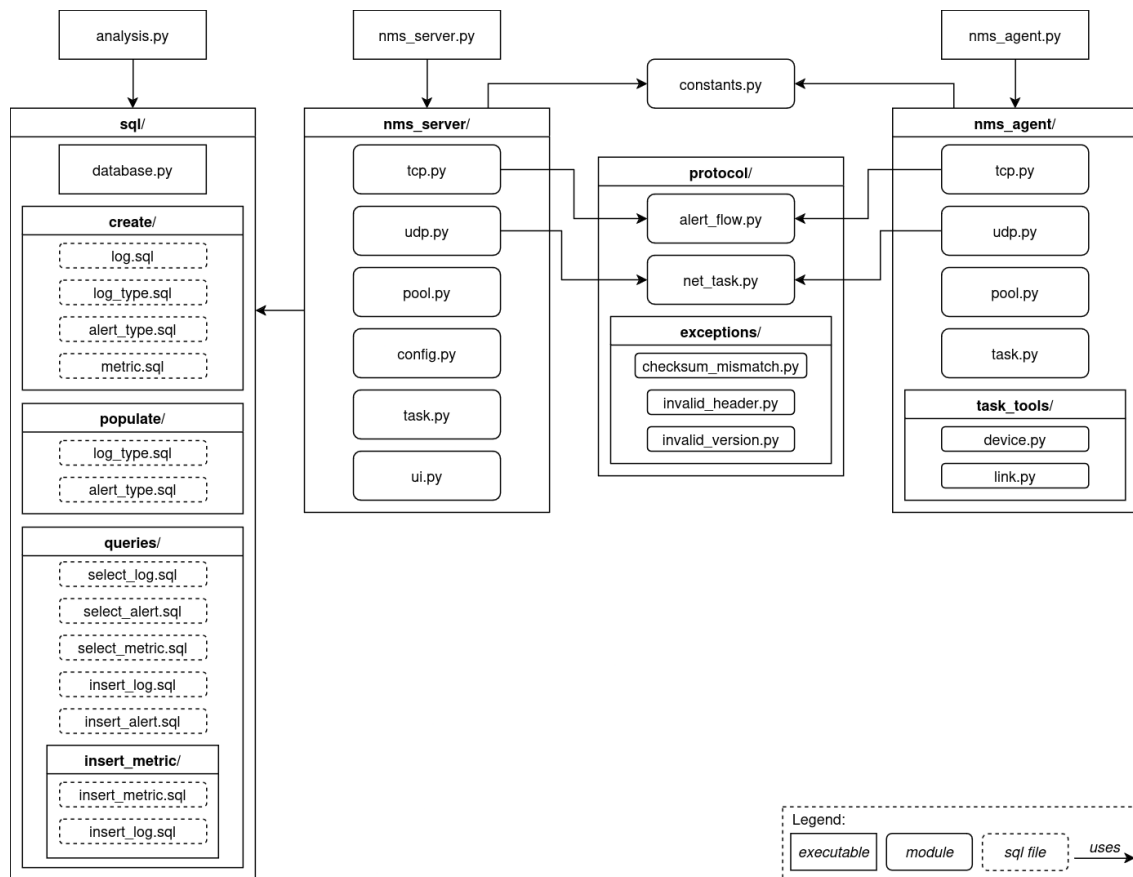 analysis.py
nms_server.py
nms_agent.py
constants.py
sql/
database.py
create/
log.sql
log_type.sql
alert_type.sql
metric.sql
populate/
log_type.sql
alert_type.sql
queries/
select_log.sql
select_alert.sql
select_metric.sql
insert_log.sql
insert_alert.sql
insert_metric/
insert_metric.sql
insert_log.sql
nms_server/
tcp.py
udp.py
pool.py
config.py
task.py
ui.py
protocol/
alert_flow.py
net_task.py
exceptions/
checksum_mismatch.py
invalid_header.py
invalid_version.py
nms_agent/
tcp.py
udp.py
pool.py
task.py
task_tools/
device.py
link.py
Legend:
executable
module
sql file
uses